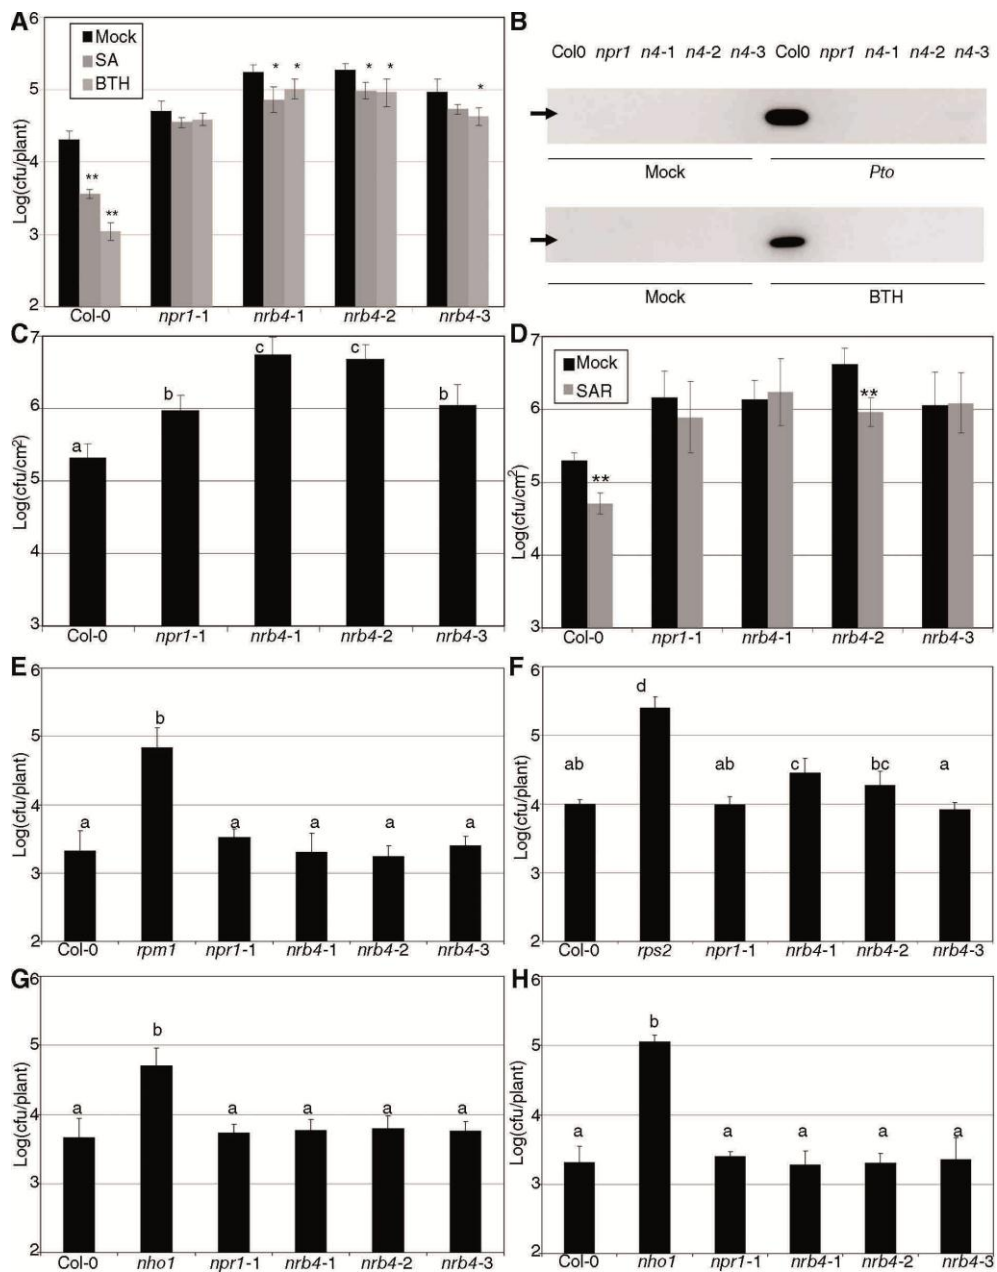 A
6
5
4
3
2
Log(cfu/plant)
Mock
SA
BTH
** ** * * * * *
Col-0 npr1-1 nrb4-1 nrb4-2 nrb4-3
B
Col0 npr1 n4-1 n4-2 n4-3 Col0 npr1 n4-1 n4-2 n4-3
Mock Pto
Mock BTH
C
7
6
5
4
3
Log(cfu/cm2)
a b c c b
Col-0 npr1-1 nrb4-1 nrb4-2 nrb4-3
D
7
6
5
4
3
Log(cfu/cm2)
Mock
SAR
** **
Col-0 npr1-1 nrb4-1 nrb4-2 nrb4-3
E
6
5
4
3
2
Log(cfu/plant)
a b a a a a
Col-0 rpm1 npr1-1 nrb4-1 nrb4-2 nrb4-3
F
6
5
4
3
2
Log(cfu/plant)
ab d ab c bc a
Col-0 rps2 npr1-1 nrb4-1 nrb4-2 nrb4-3
G
6
5
4
3
2
Log(cfu/plant)
a b a a a a
Col-0 nho1 npr1-1 nrb4-1 nrb4-2 nrb4-3
H
6
5
4
3
2
Log(cfu/plant)
a b a a a a
Col-0 nho1 npr1-1 nrb4-1 nrb4-2 nrb4-3